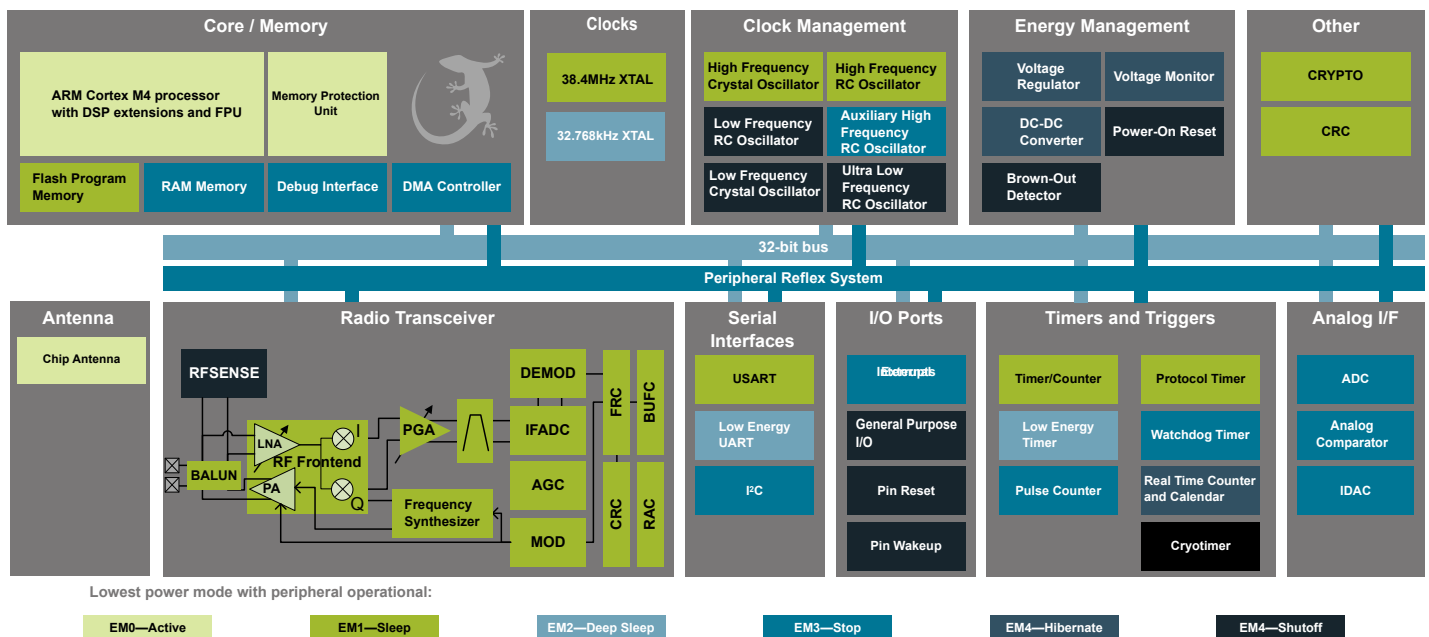 Core / Memory
ARM Cortex M4 processor
with DSP extensions and FPU
Memory Protection
Unit
Flash Program
Memory
RAM Memory
Debug Interface
DMA Controller
Clocks
38.4MHz XTAL
32.768kHz XTAL
Clock Management
High Frequency
Crystal Oscillator
High Frequency
RC Oscillator
Low Frequency
RC Oscillator
Auxiliary High
Frequency
RC Oscillator
Low Frequency
Crystal Oscillator
Ultra Low
Frequency
RC Oscillator
Energy Management
Voltage
Regulator
Voltage Monitor
DC-DC
Converter
Power-On Reset
Brown-Out
Detector
Other
CRYPTO
CRC
32-bit bus
Peripheral Reflex System
Antenna
Chip Antenna
Radio Transceiver
RFSENSE
LNA
I
RF Frontend
BALUN
PA
Q
PGA
DEMOD
IFADC
AGC
Frequency
Synthesizer
MOD
FRC
BUFC
CRC
RAC
Serial
Interfaces
USART
Low Energy
UART
I²C
I/O Ports
External
Interrupts
General Purpose
I/O
Pin Reset
Pin Wakeup
Timers and Triggers
Timer/Counter
Protocol Timer
Low Energy
Timer
Watchdog Timer
Pulse Counter
Real Time Counter
and Calendar
Cryotimer
Analog I/F
ADC
Analog
Comparator
IDAC
Lowest power mode with peripheral operational:
EM0—Active
EM1—Sleep
EM2—Deep Sleep
EM3—Stop
EM4—Hibernate
EM4—Shutoff